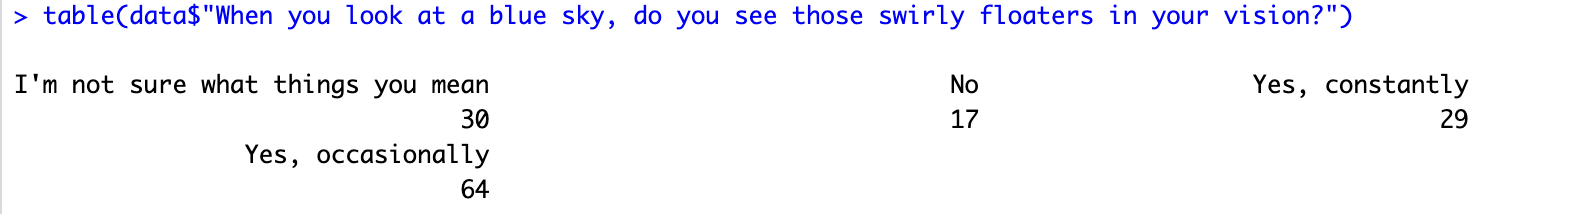 > table(data$"When you look at a blue sky, do you see those swirly floaters in your vision?")
I'm not sure what things you mean No Yes, constantly
30 17 29
Yes, occasionally
64